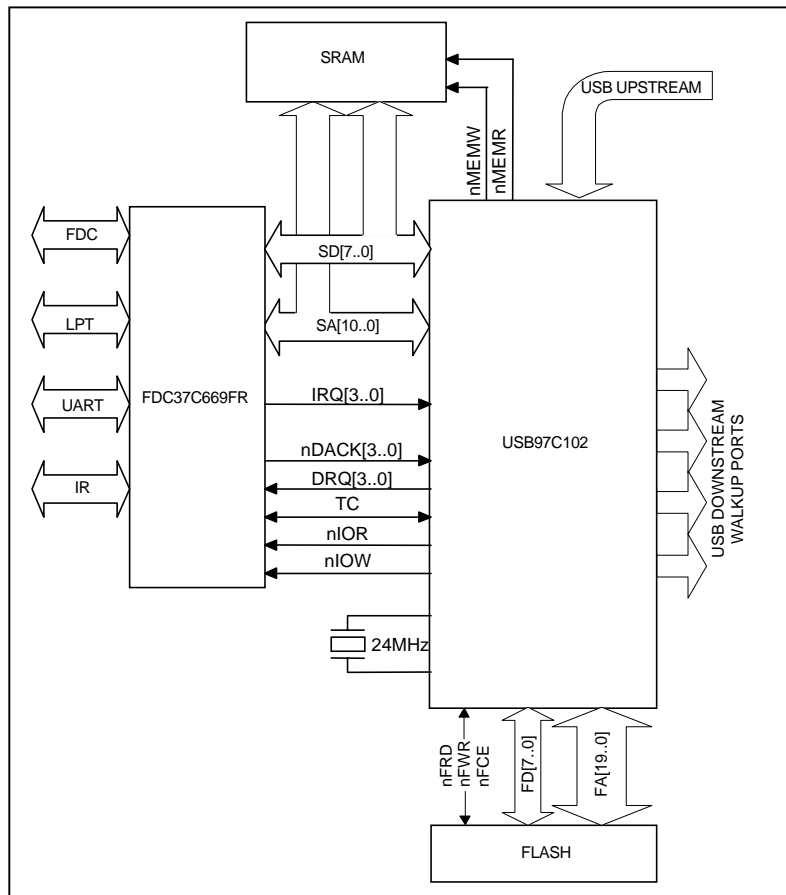 SRAM
USB UPSTREAM
nMEMW
nMEMR
FDC
SD[7..0]
LPT
SA[10..0]
UART
FDC37C669FR
IRQ[3..0]
USB97C102
USB DOWNSTREAM
WALKUP PORTS
nDACK[3..0]
IR
DRQ[3..0]
TC
nIOR
nIOW
24MHz
nFRD
nFWR
nFCE
FD[7..0]
FA[19..0]
FLASH